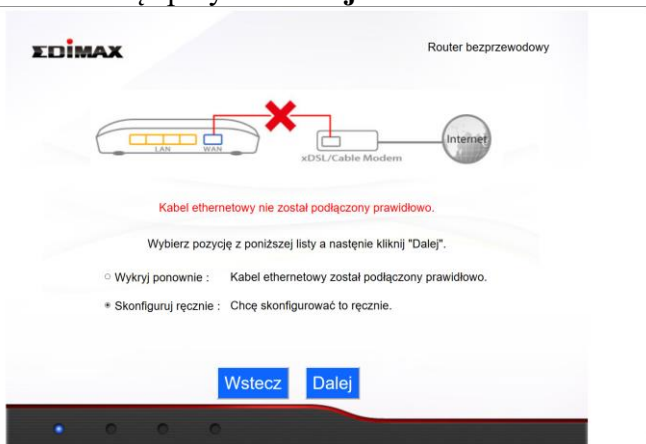 EDIMAX
Router bezprzewodowy
LAN
WAN
xDSL/Cable Modem
Internet
Kabel ethernetowy nie został podłączony prawidłowo.
Wybierz pozycję z poniższej listy a nastęnie kliknij "Dalej".
Wykryj ponownie : Kabel ethernetowy został podłączony prawidłowo.
Skonfiguruj ręcznie : Chcę skonfigurować to ręcznie.
Wstecz Dalej